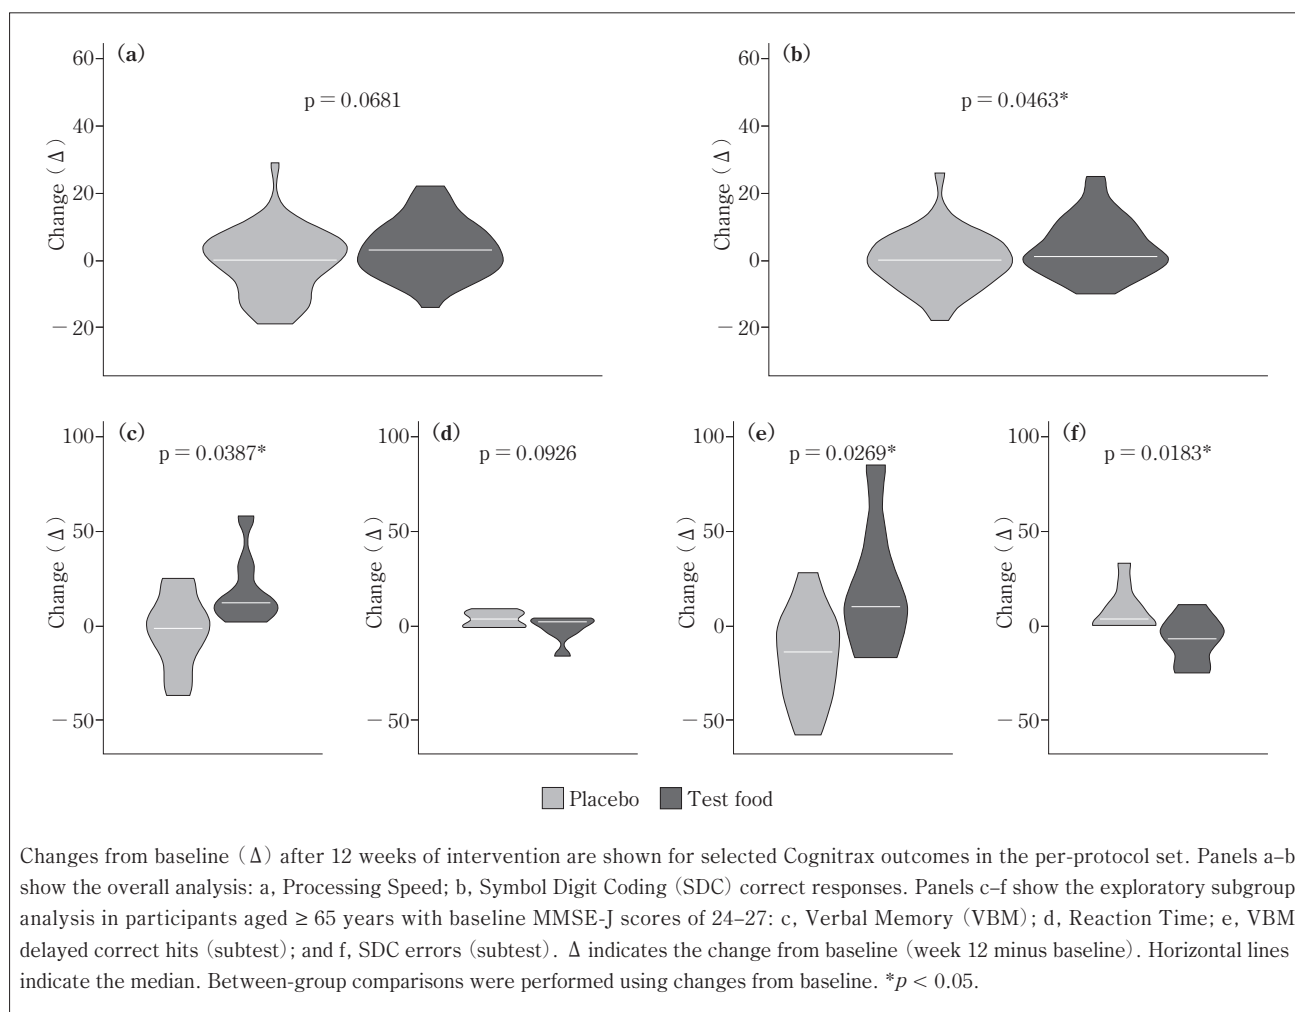 (a)
p = 0.0681
60
40
20
0
−20
Change (Δ)
(b)
p = 0.0463*
60
40
20
0
−20
Change (Δ)
(c)
p = 0.0387*
100
50
0
−50
Change (Δ)
(d)
p = 0.0926
100
50
0
−50
Change (Δ)
(e)
p = 0.0269*
100
50
0
−50
Change (Δ)
(f)
p = 0.0183*
100
50
0
−50
Change (Δ)
Placebo Test food
Changes from baseline (Δ) after 12 weeks of intervention are shown for selected Cognitrax outcomes in the per-protocol set. Panels a–b
show the overall analysis: a, Processing Speed; b, Symbol Digit Coding (SDC) correct responses. Panels c–f show the exploratory subgroup
analysis in participants aged ≥ 65 years with baseline MMSE-J scores of 24–27: c, Verbal Memory (VBM); d, Reaction Time; e, VBM
delayed correct hits (subtest); and f, SDC errors (subtest). Δ indicates the change from baseline (week 12 minus baseline). Horizontal lines
indicate the median. Between-group comparisons were performed using changes from baseline. *p < 0.05.